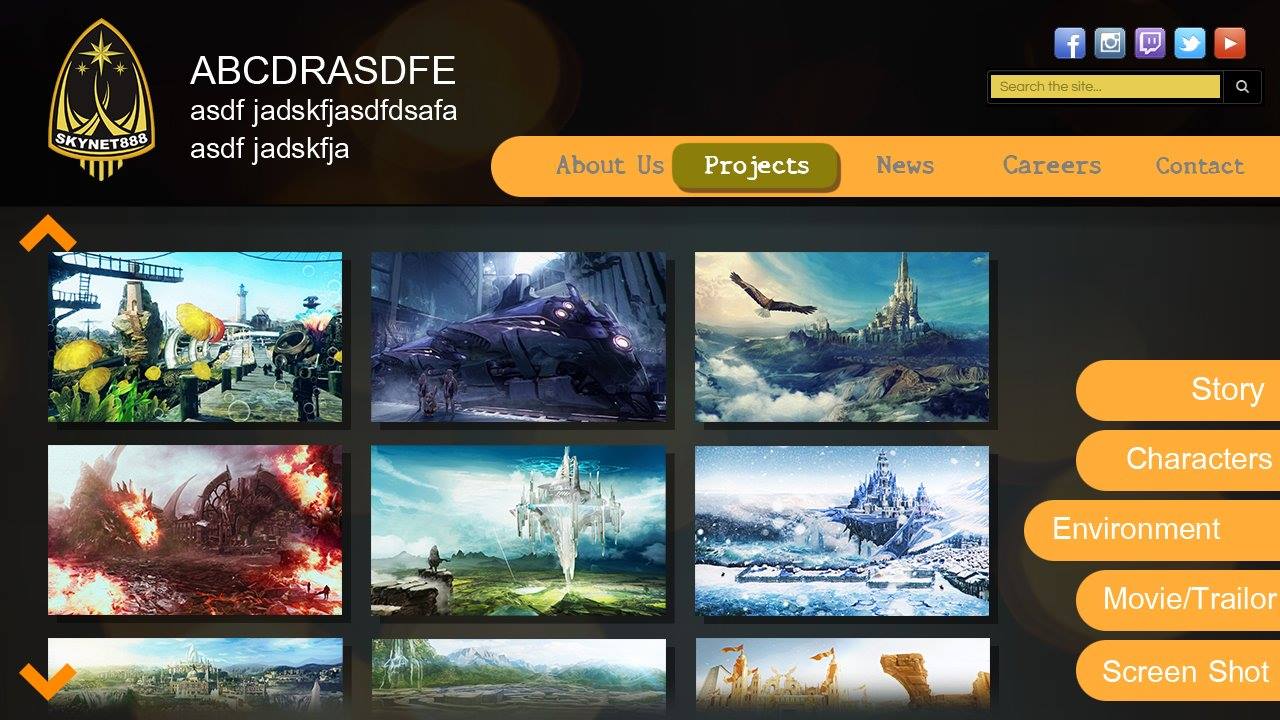 SKYNET888
ABCDRASDFE
asdf jadskfjasdfdsafa
asdf jadskfja
Search the site...
About Us
Projects
News
Careers
Contact
Story
Characters
Environment
Movie/Trailor
Screen Shot